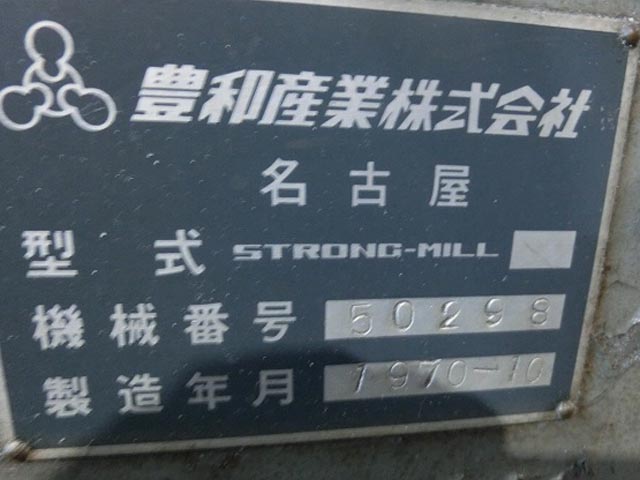 豊和産業株式会社
名古屋
型式 STRONG-MILL
機械番号 50298
製造年月 1970-10